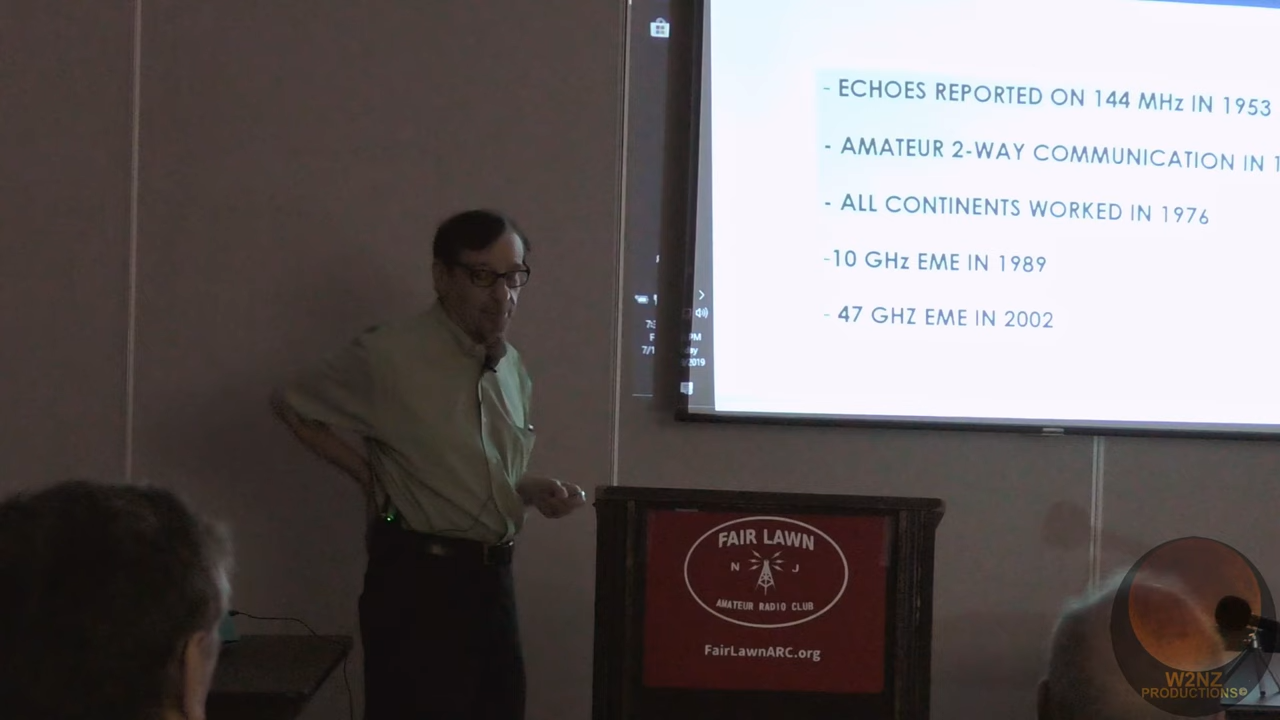 - ECHOES REPORTED ON 144 MHz IN 1953
- AMATEUR 2-WAY COMMUNICATION IN 1
- ALL CONTINENTS WORKED IN 1976
-10 GHz EME IN 1989
- 47 GHZ EME IN 2002
FAIR LAWN
N J
AMATEUR RADIO CLUB
FairLawnARC.org
W2NZ
PRODUCTIONS©